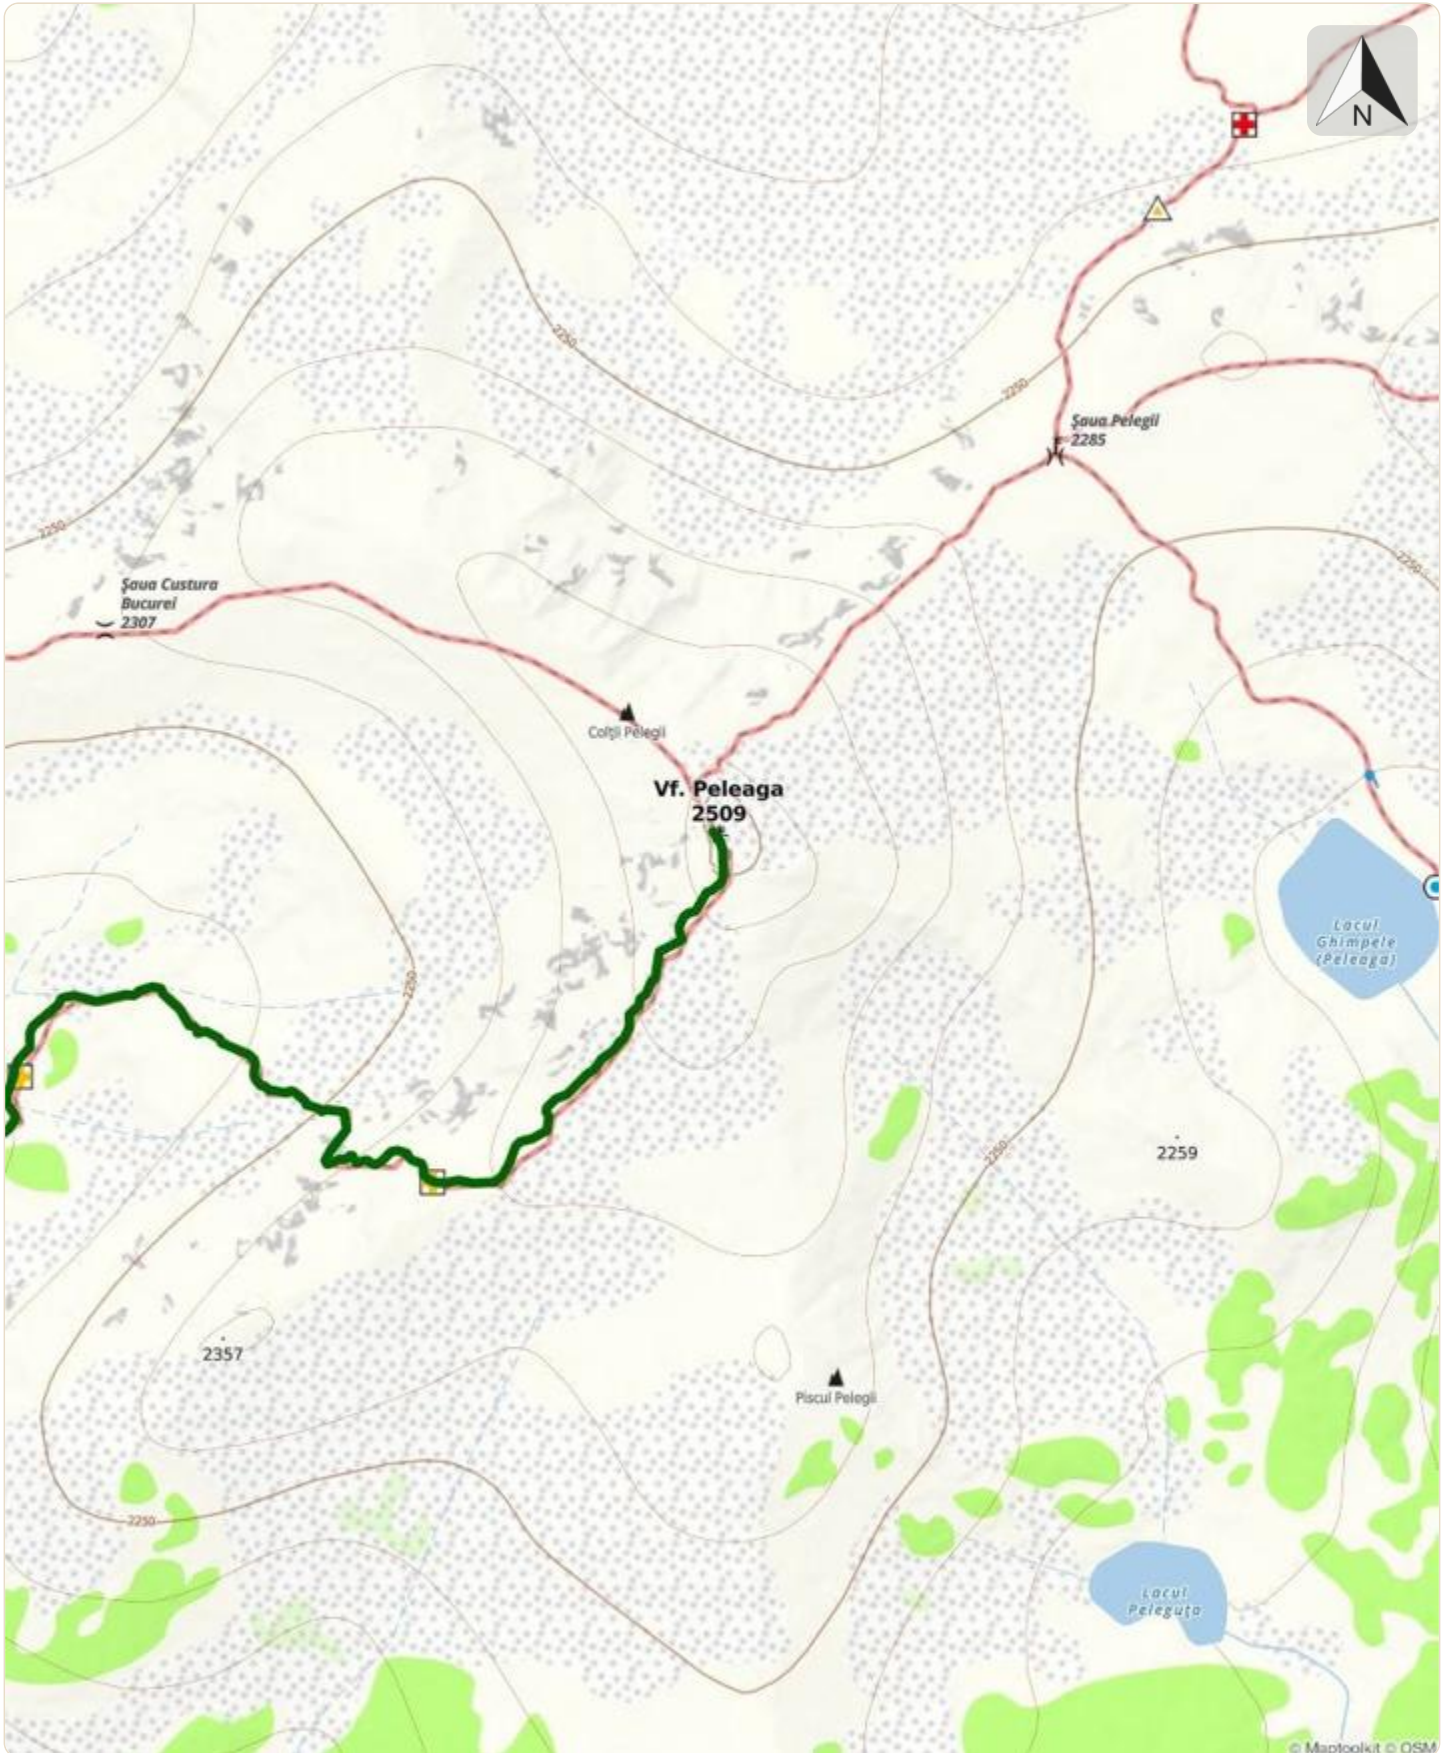 N
2250
2250
Şaua Pelegii
2285
2250
2250
Şaua Custura
Bucurei
2307
Colţii Pelegii
Vf. Peleaga
2509
Lacul
Ghimpele
(Peleaga)
2250
2250
2259
2357
Piscul Pelegii
2250
Lacul
Peleguţa
© Maptoolkit © OSM